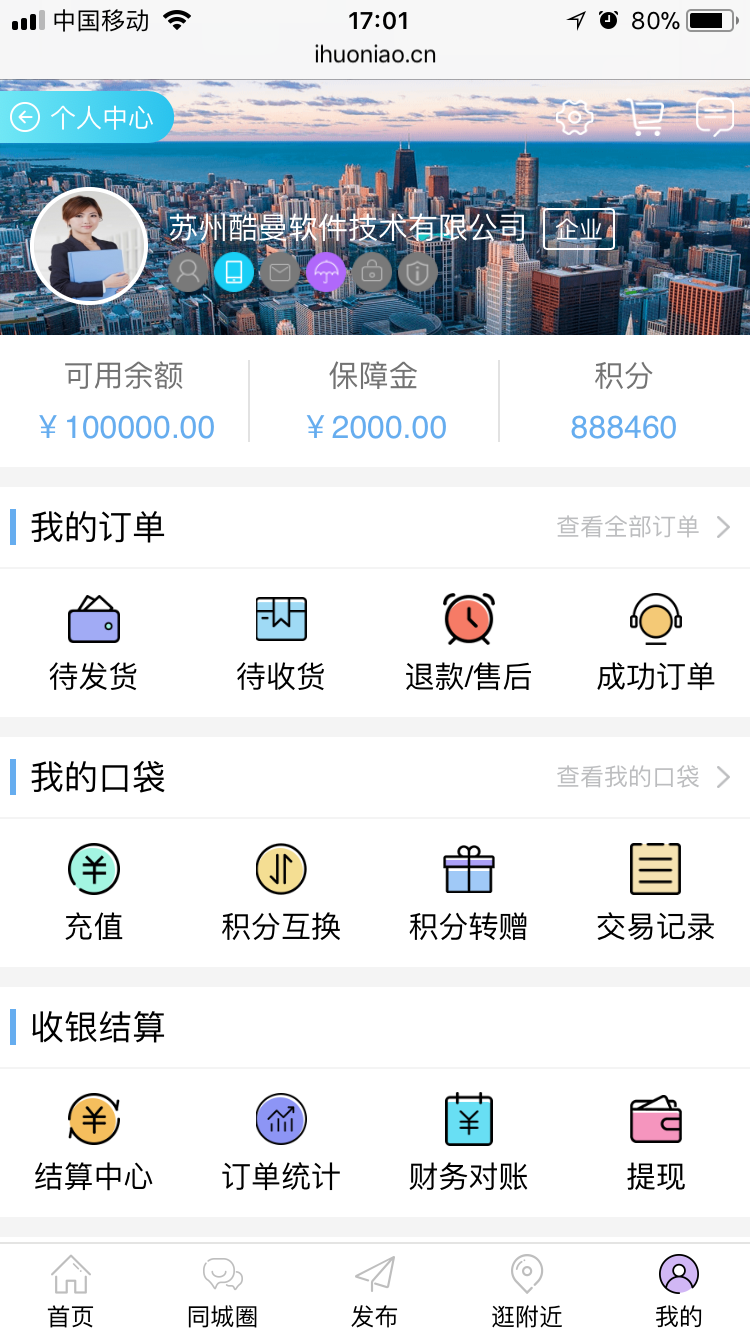 中国移动 17:01 80%
ihuoniao.cn
个人中心
苏州酷曼软件技术有限公司 企业
可用余额 保障金 积分
￥100000.00 ￥2000.00 888460
我的订单 查看全部订单
待发货 待收货 退款/售后 成功订单
我的口袋 查看我的口袋
充值 积分互换 积分转赠 交易记录
收银结算
结算中心 订单统计 财务对账 提现
首页 同城圈 发布 逛附近 我的